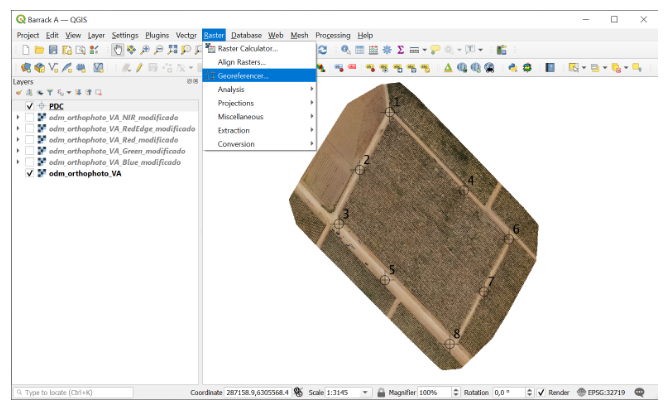 Barrack A — QGIS
Project Edit View Layer Settings Plugins Vector Raster Database Web Mesh Processing Help
Raster Calculator...
Align Rasters...
Georeferencer...
Analysis
Projections
Miscellaneous
Extraction
Conversion
Layers
PDC
odm_orthophoto_VA_NIR_modificado
odm_orthophoto_VA_RedEdge_modificado
odm_orthophoto_VA_Red_modificado
odm_orthophoto_VA_Green_modificado
odm_orthophoto_VA_Blue_modificado
odm_orthophoto_VA
1
2
4
3
6
5
7
8
Type to locate (Ctrl+K)
Coordinate 287158.9,6305568.4
Scale 1:3145
Magnifier 100%
Rotation 0,0 °
Render
EPSG:32719